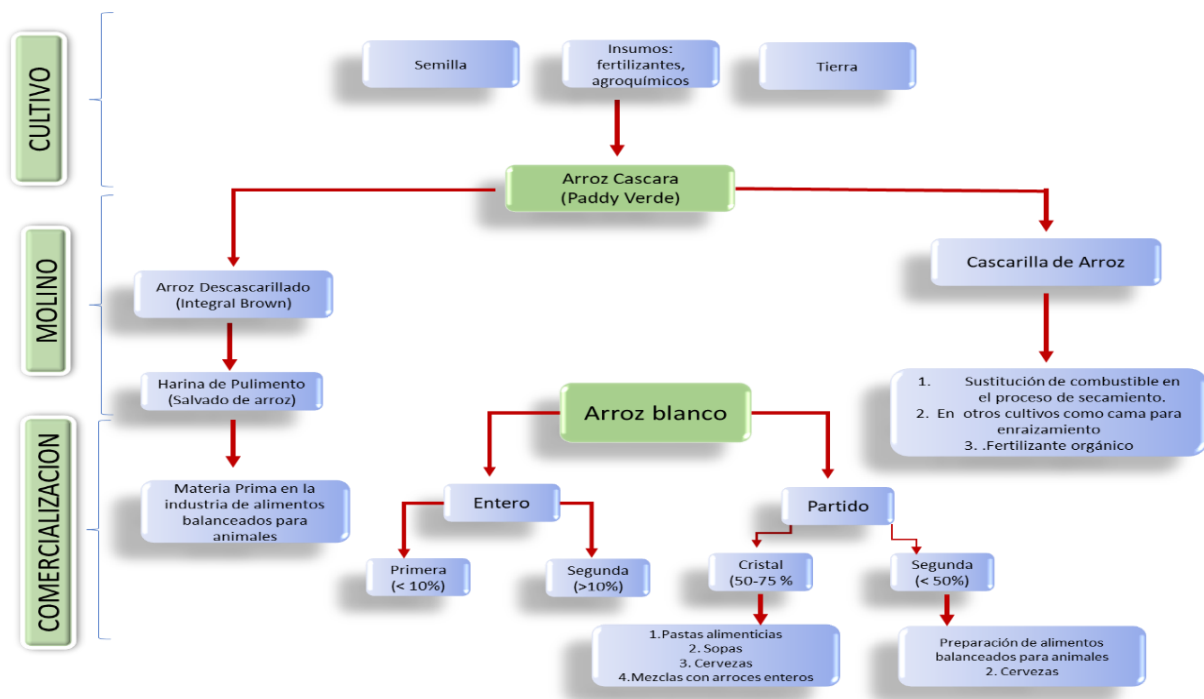 CULTIVO
Semilla
Insumos:
fertilizantes,
agroquímicos
Tierra
Arroz Cascara
(Paddy Verde)
MOLINO
Arroz Descascarillado
(Integral Brown)
Cascarilla de Arroz
Harina de Pulimento
(Salvado de arroz)
1. Sustitución de combustible en
el proceso de secamiento.
2. En otros cultivos como cama para
enraizamiento
3. .Fertilizante orgánico
Arroz blanco
COMERCIALIZACION
Materia Prima en la
industria de alimentos
balanceados para
animales
Entero
Partido
Primera
(< 10%)
Segunda
(>10%)
Cristal
(50-75 %
Segunda
(< 50%)
1.Pastas alimenticias
2. Sopas
3. Cervezas
4.Mezclas con arroces enteros
Preparación de alimentos
balanceados para animales
2. Cervezas